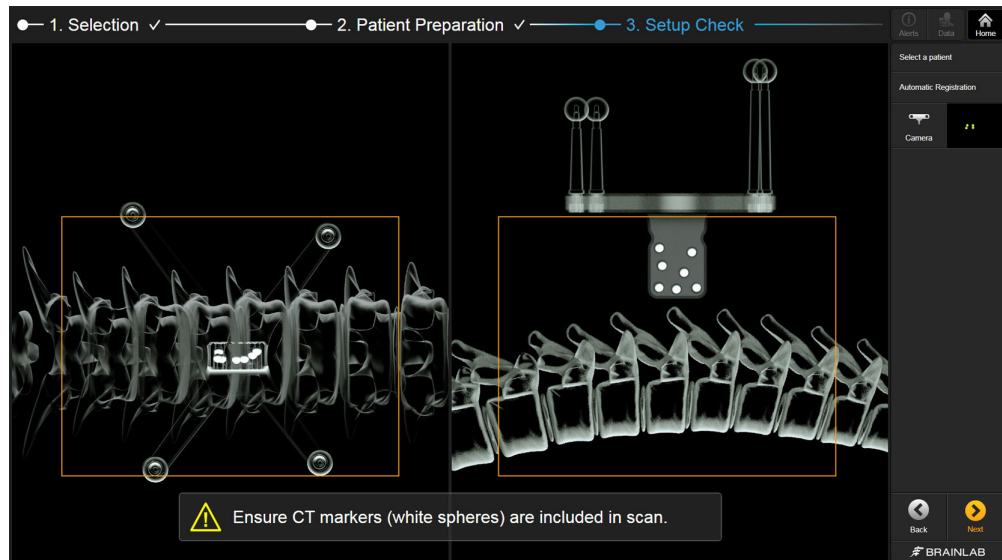 1. Selection
2. Patient Preparation
3. Setup Check
Alerts
Data
Home
Select a patient
Automatic Registration
Camera
Ensure CT markers (white spheres) are included in scan.
Back
Next
BRAINLAB